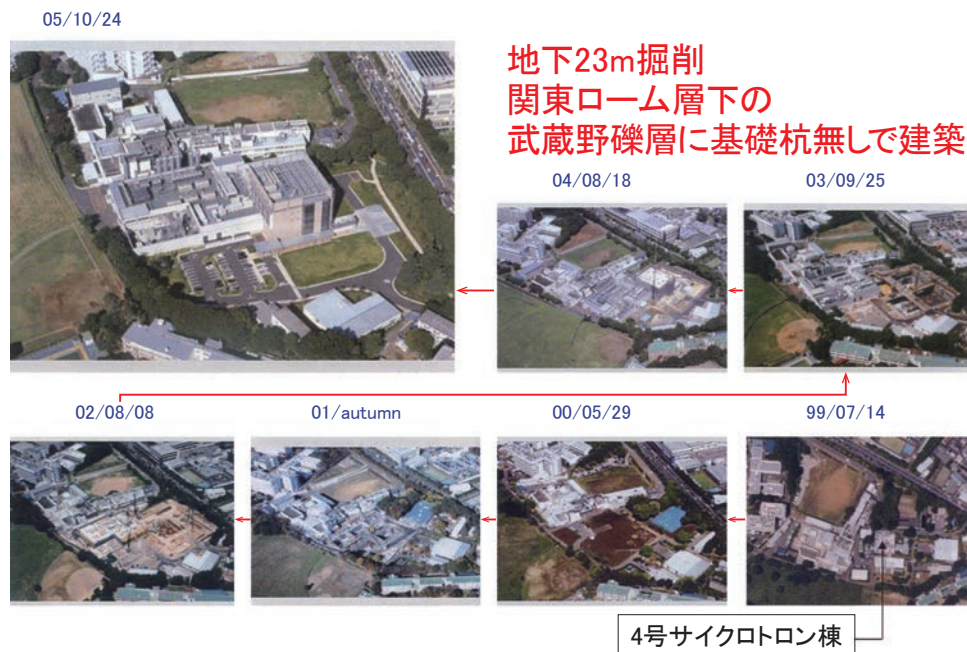 05/10/24
地下23m掘削
関東ローム層下の
武蔵野礫層に基礎杭無しで建築
04/08/18
03/09/25
02/08/08
01/autumn
00/05/29
99/07/14
4号サイクロトロン棟